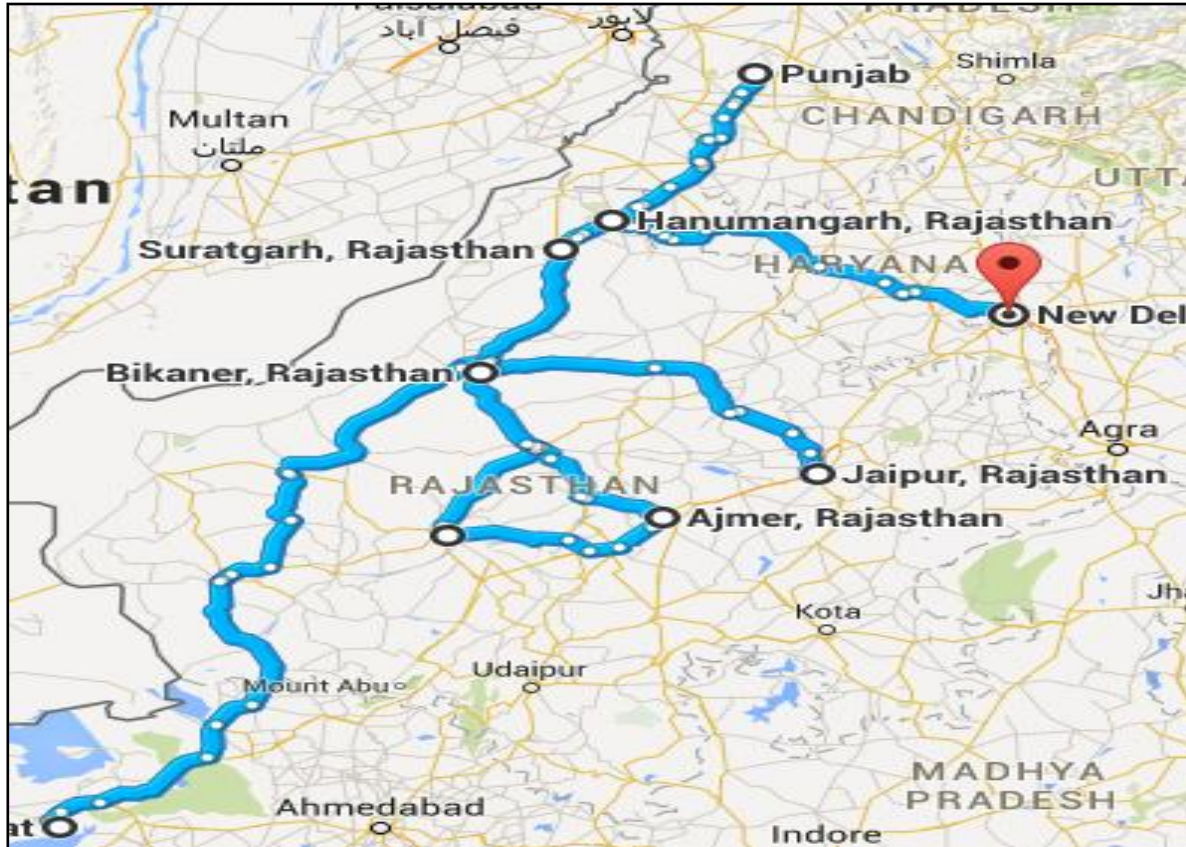 فیصل آباد
لاہور
PRADESH
Shimla
Punjab
CHANDIGARH
Multan
ملتان
tan
UTTA
Hanumangarh, Rajasthan
Suratgarh, Rajasthan
HARYANA
New Del
Bikaner, Rajasthan
Agra
RAJASTHAN
Jaipur, Rajasthan
Ajmer, Rajasthan
Kota
Jha
Udaipur
Mount Abu
MADHYA
PRADESH
Ahmedabad
at
Indore